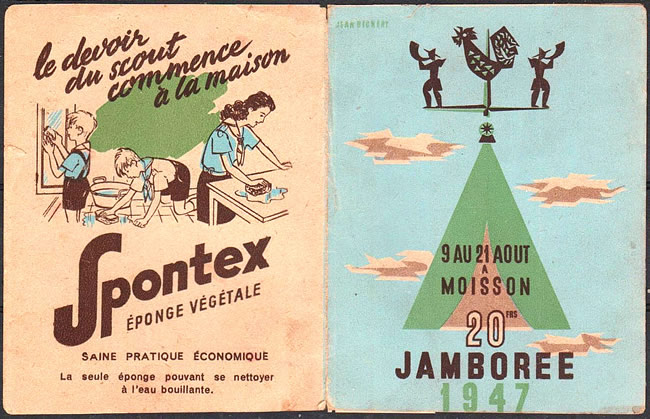 le devoir
du scout
commence
à la maison
Spontex
ÉPONGE VÉGÉTALE
SAINE PRATIQUE ÉCONOMIQUE
La seule éponge pouvant se nettoyer
à l'eau bouillante.
JEAN
9 AU 21 AOUT
A
MOISSON
20 FRS
JAMBOREE
1947